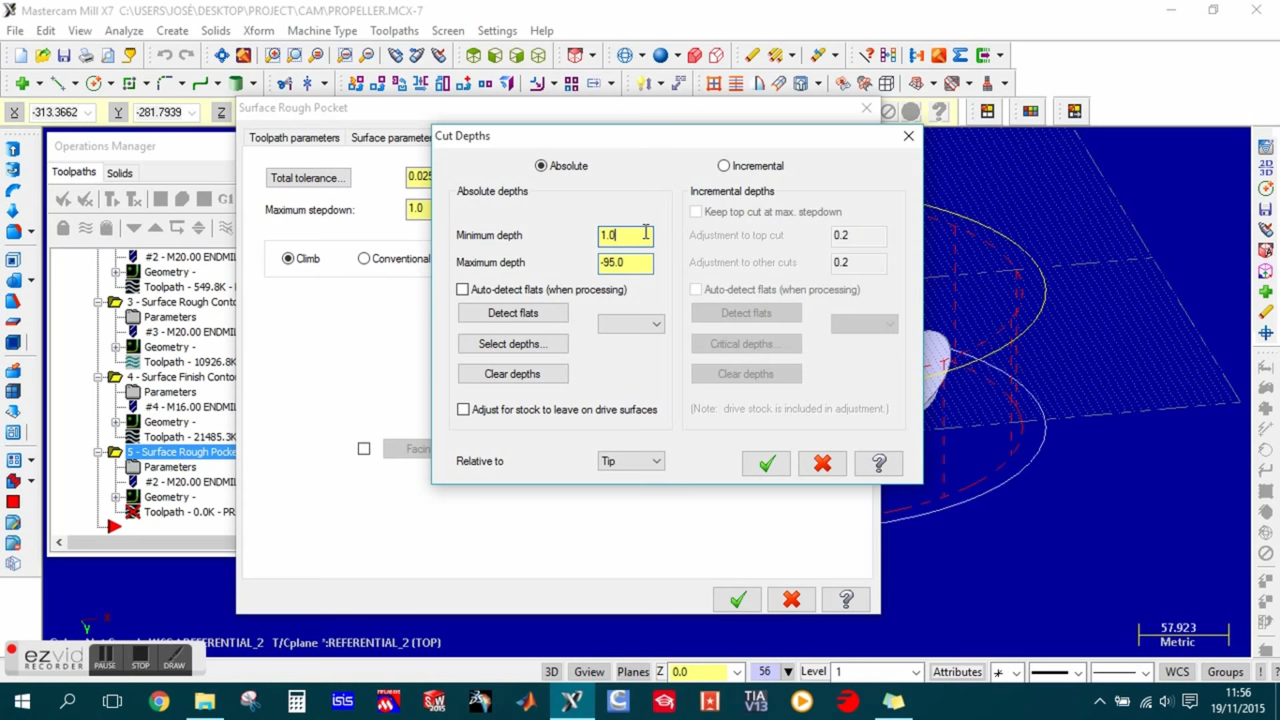 Mastercam Mill X7 C:\USERS\JOSÉ\DESKTOP\PROJECT\CAM\PROPELLER.MCX-7
File Edit View Analyze Create Solids Xform Machine Type Toolpaths Screen Settings Help
X -313.3662 Y -281.7939 Z
Surface Rough Pocket
Operations Manager
Toolpaths Solids
G1
#2 - M20.00 ENDMIL
Geometry -
Toolpath - 549.8K - PR
3 - Surface Rough Conto
Parameters
#3 - M20.00 ENDMIL
Geometry -
Toolpath - 10926.8K
4 - Surface Finish Contou
Parameters
#4 - M16.00 ENDMIL
Geometry -
Toolpath - 21485.3K
5 - Surface Rough Pocke
Parameters
#2 - M20.00 ENDMIL
Geometry -
Toolpath - 0.0K - PR
Toolpath parameters Surface parameter
Total tolerance... 0.025
Maximum stepdown: 1.0
Climb Conventional
Facin
Cut Depths
Absolute Incremental
Absolute depths
Minimum depth 1.0
Maximum depth -95.0
Auto-detect flats (when processing)
Detect flats
Select depths...
Clear depths
Adjust for stock to leave on drive surfaces
Incremental depths
Keep top cut at max. stepdown
Adjustment to top cut 0.2
Adjustment to other cuts 0.2
Auto-detect flats (when processing)
Detect flats
Critical depths...
Clear depths
(Note: drive stock is included in adjustment.)
Relative to Tip
T/Cplane *:REFERENTIAL_2 (TOP)
57.923
Metric
ezvid
RECORDER
PAUSE STOP DRAW
3D Gview Planes Z 0.0 56 Level 1 Attributes WCS Groups
11:56
19/11/2015